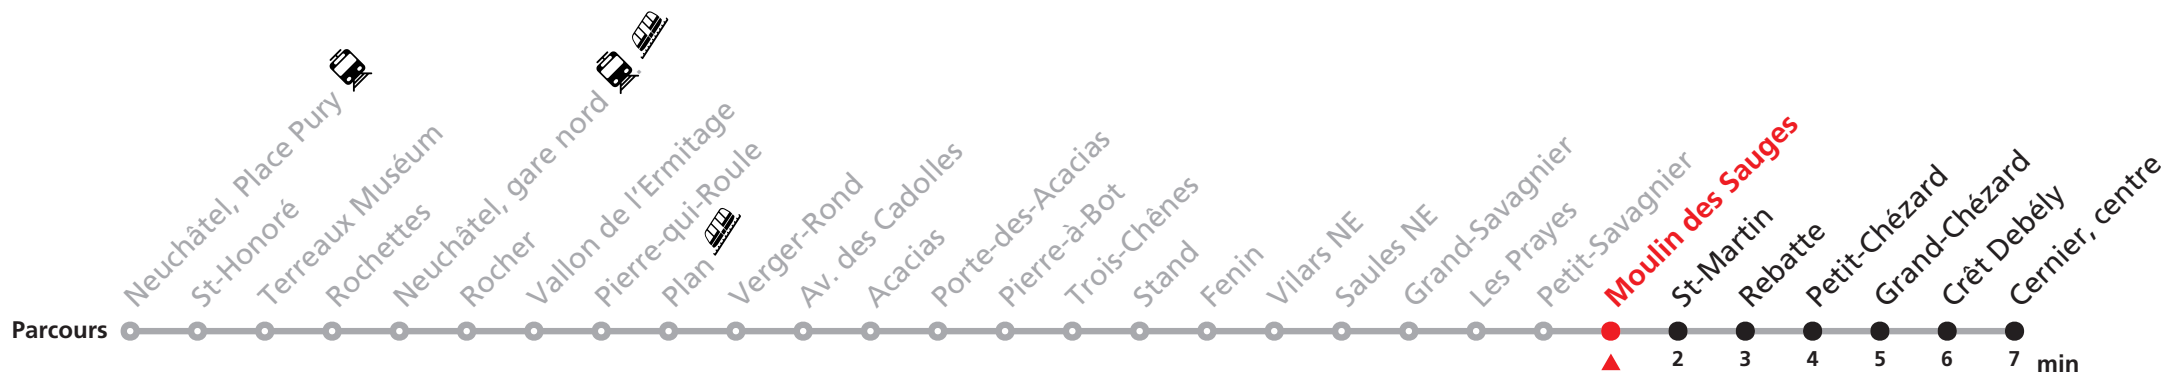 Neuchâtel, Place Pury
St-Honoré
Terreaux Muséum
Rochettes
Neuchâtel, gare nord
Rocher
Vallon de l'Ermitage
Pierre-qui-Roule
Plan
Verger-Rond
Av. des Cadolles
Acacias
Porte-des-Acacias
Pierre-à-Bot
Trois-Chênes
Stand
Fenin
Vilars NE
Saules NE
Grand-Savagnier
Les Prayes
Petit-Savagnier
Moulin des Sauges
St-Martin
Rebatte
Petit-Chézard
Grand-Chézard
Crêt Debély
Cernier, centre
Parcours
2 3 4 5 6 7 min